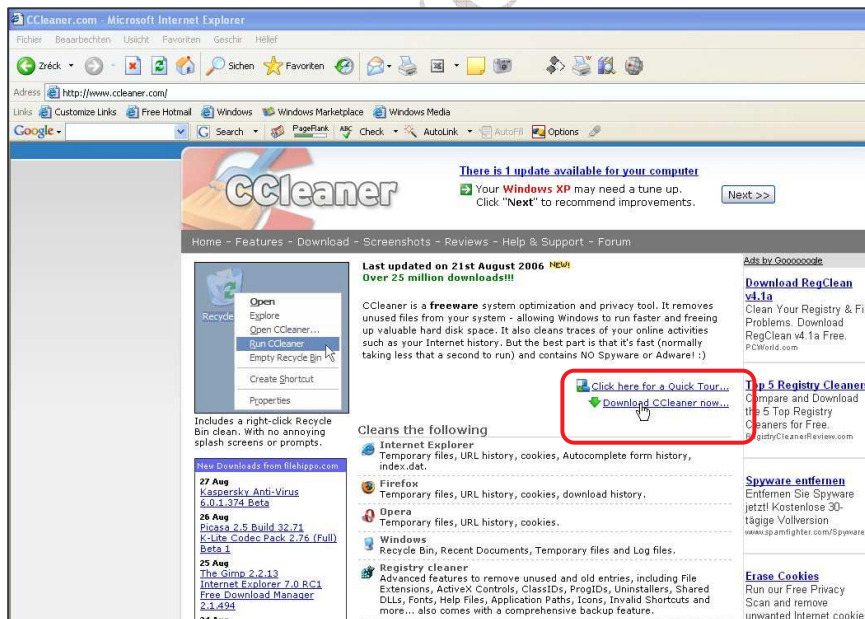 CCleaner.com - Microsoft Internet Explorer
Fichier Beaarbechten Usiicht Favoriten Geschir Hëllef
Zréck Sichen Favoriten
Adress http://www.ccleaner.com/
Links Customize Links Free Hotmail Windows Windows Marketplace Windows Media
Google Search PageRank ABC Check AutoLink AutoFill Options
CCleaner
There is 1 update available for your computer
Your Windows XP may need a tune up.
Click "Next" to recommend improvements.
Next >>
Home - Features - Download - Screenshots - Reviews - Help & Support - Forum
Recycle
Open
Explore
Open CCleaner...
Run CCleaner
Empty Recycle Bin
Create Shortcut
Properties
Includes a right-click Recycle
Bin clean. With no annoying
splash screens or prompts.
New Downloads from filehippo.com
27 Aug
Kaspersky Anti-Virus
6.0.1.374 Beta
26 Aug
Picasa 2.5 Build 32.71
K-Lite Codec Pack 2.76 (Full)
Beta 1
25 Aug
The Gimp 2.2.13
Internet Explorer 7.0 RC1
Free Download Manager
2.1.494
24 Aug
Last updated on 21st August 2006 NEW!
Over 25 million downloads!!!
CCleaner is a freeware system optimization and privacy tool. It removes
unused files from your system - allowing Windows to run faster and freeing
up valuable hard disk space. It also cleans traces of your online activities
such as your Internet history. But the best part is that it's fast (normally
taking less that a second to run) and contains NO Spyware or Adware! :)
Click here for a Quick Tour...
Download CCleaner now...
Cleans the following
Internet Explorer
Temporary files, URL history, cookies, Autocomplete form history,
index.dat.
Firefox
Temporary files, URL history, cookies, download history.
Opera
Temporary files, URL history, cookies.
Windows
Recycle Bin, Recent Documents, Temporary files and Log files.
Registry cleaner
Advanced features to remove unused and old entries, including File
Extensions, ActiveX Controls, ClassIDs, ProgIDs, Uninstallers, Shared
DLLs, Fonts, Help Files, Application Paths, Icons, Invalid Shortcuts and
more... also comes with a comprehensive backup feature.
Ads by Goooooogle
Download RegClean
v4.1a
Clean Your Registry & Fi
Problems. Download
RegClean v4.1a Free.
PCWorld.com
Top 5 Registry Cleaners
Compare and Download
the 5 Top Registry
Cleaners for Free.
RegistryCleanerReview.com
Spyware entfernen
Entfernen Sie Spyware
jetzt! Kostenlose 30-
tägige Vollversion
www.spamfighter.com/Spyware
Erase Cookies
Run our Free Privacy
Scan and remove
unwanted Internet cookie